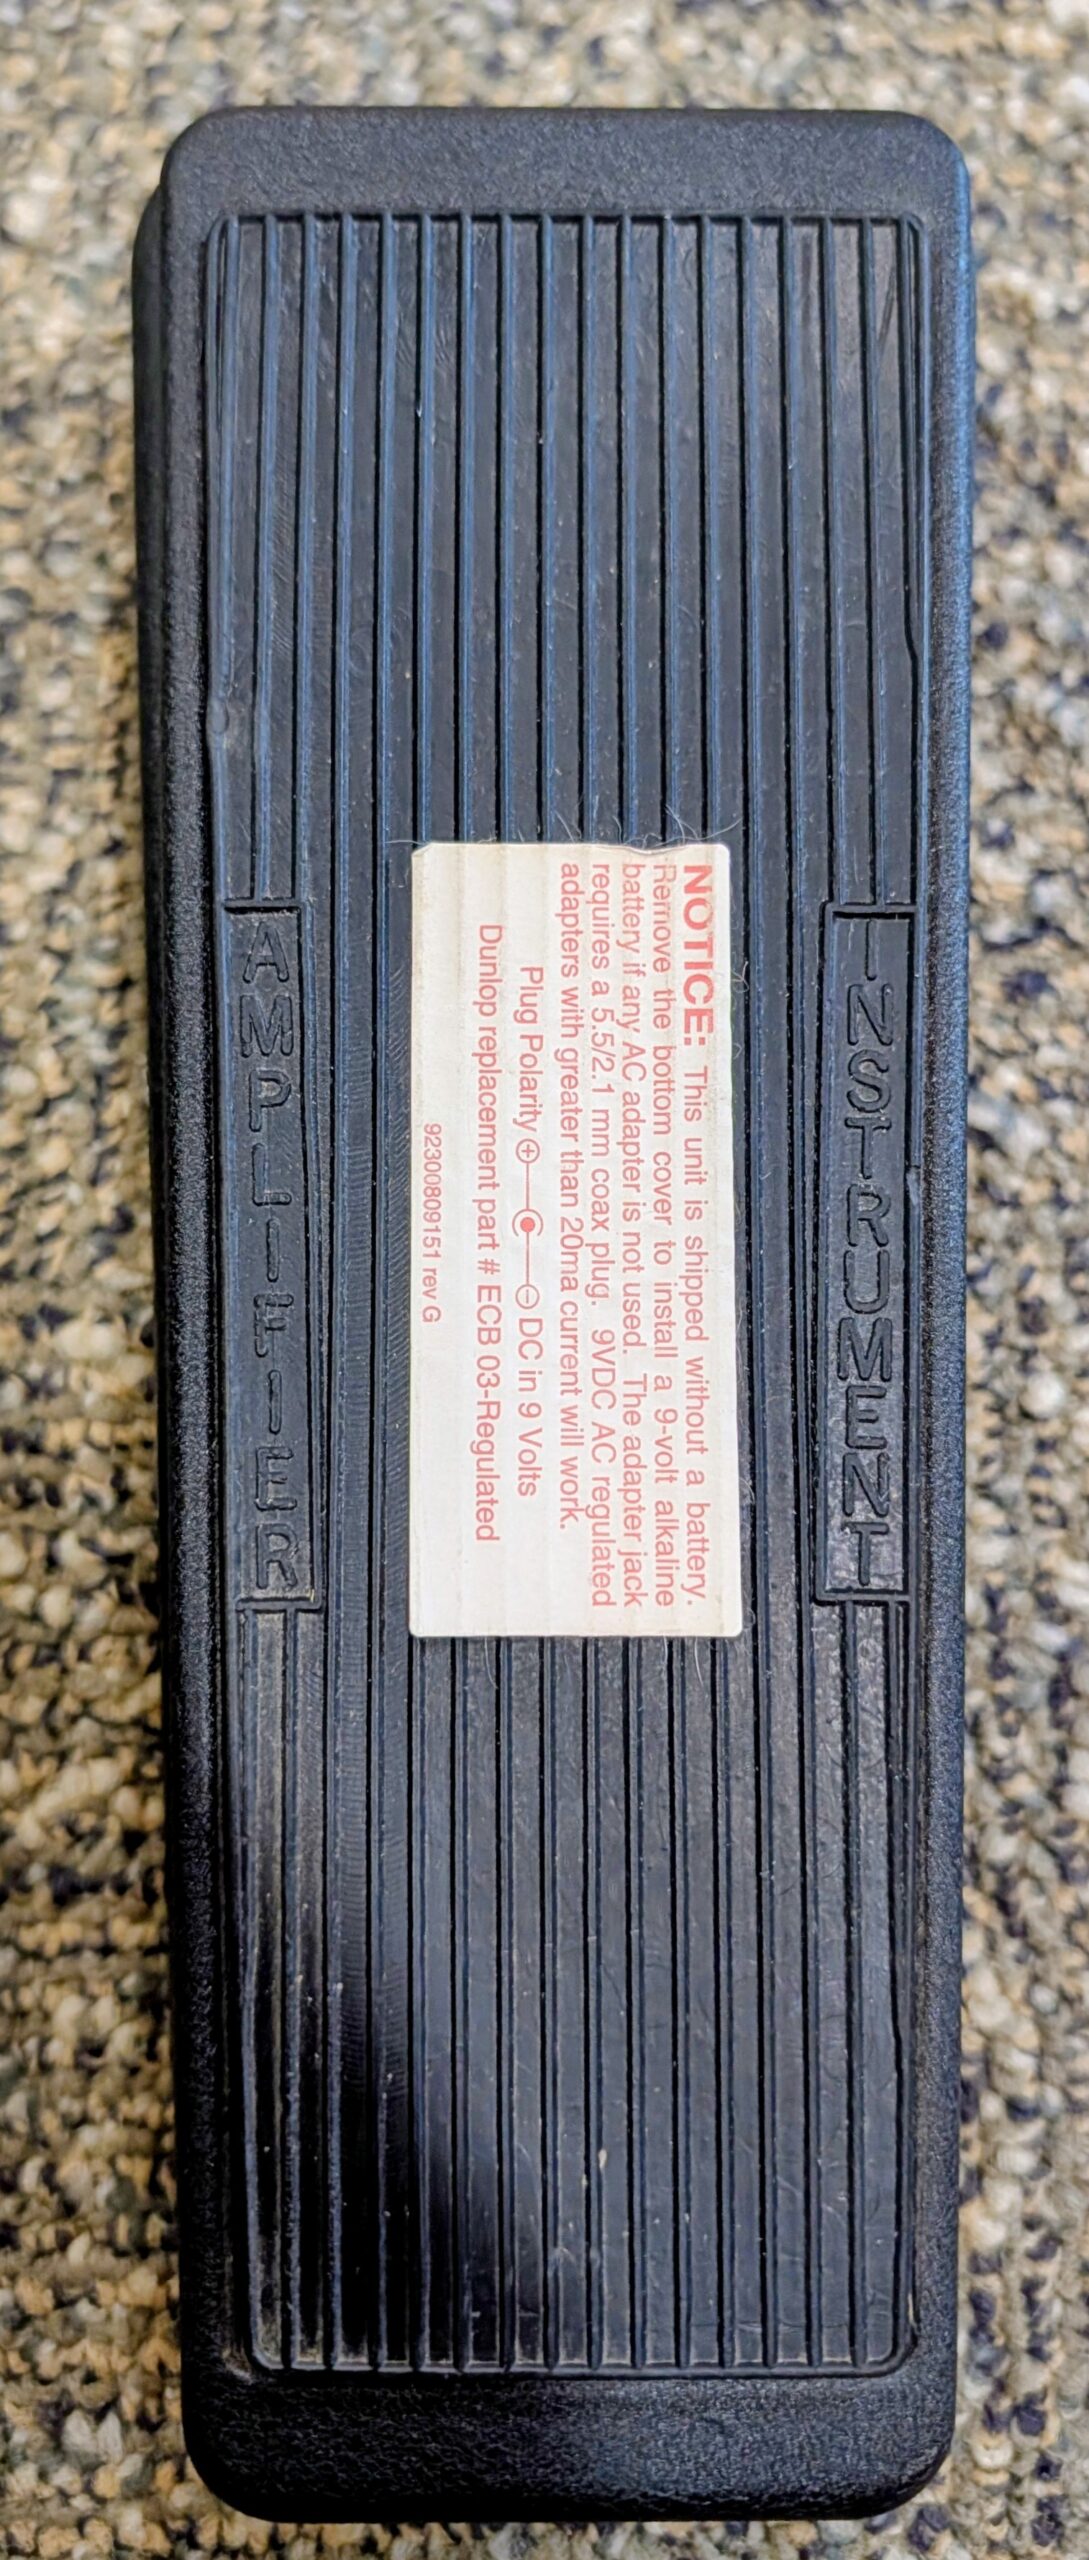 NOTICE: This unit is shipped without a battery.
Remove the bottom cover to install a 9-volt alkaline
battery if any AC adapter is not used. The adapter jack
requires a 5.5/2.1 mm coax plug. 9VDC AC regulated
adapters with greater than 20ma current will work.
Plug Polarity + - DC in 9 Volts
Dunlop replacement part # ECB 03-Regulated
92300809151 rev G
INSTRUMENT
AMPLIFIER